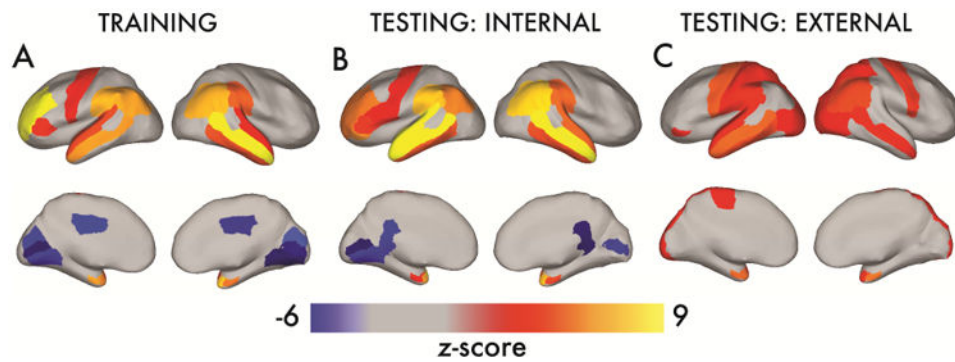 TRAINING TESTING: INTERNAL TESTING: EXTERNAL
A B C
-6 9
z-score